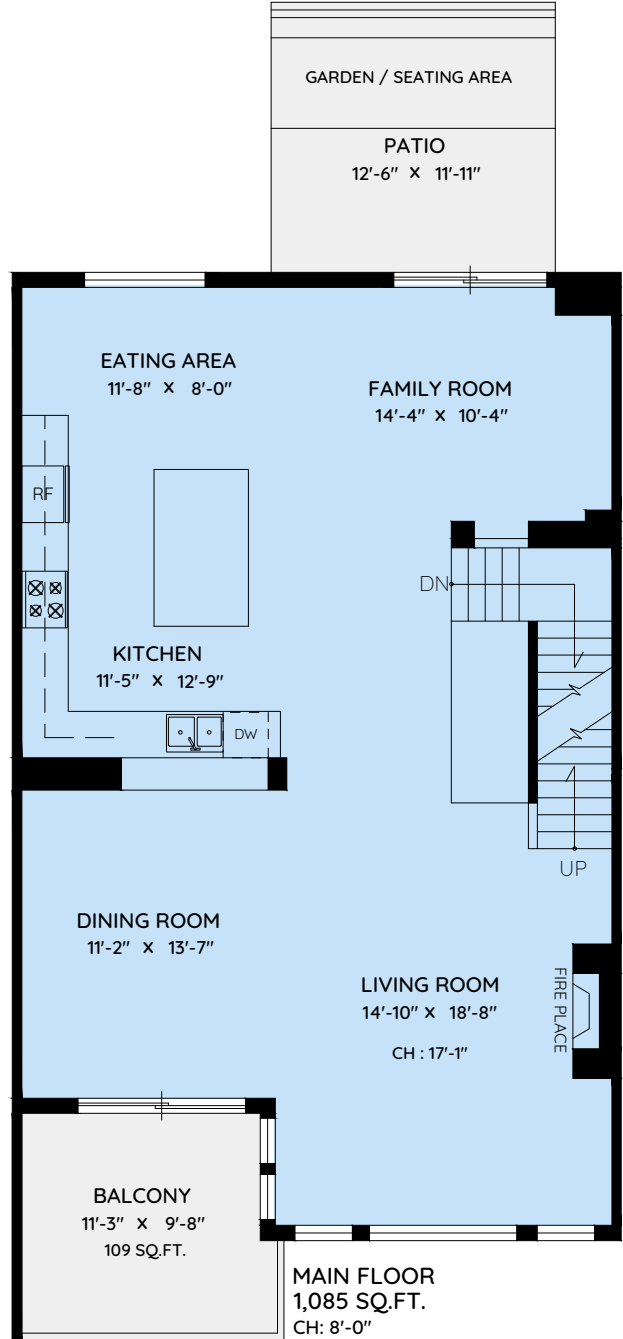 GARDEN / SEATING AREA
PATIO
12'-6" X 11'-11"
EATING AREA
11'-8" X 8'-0"
FAMILY ROOM
14'-4" X 10'-4"
RF
DN
KITCHEN
11'-5" X 12'-9"
DW
UP
DINING ROOM
11'-2" X 13'-7"
LIVING ROOM
14'-10" X 18'-8"
CH : 17'-1"
FIRE PLACE
BALCONY
11'-3" X 9'-8"
109 SQ.FT.
MAIN FLOOR
1,085 SQ.FT.
CH: 8'-0"